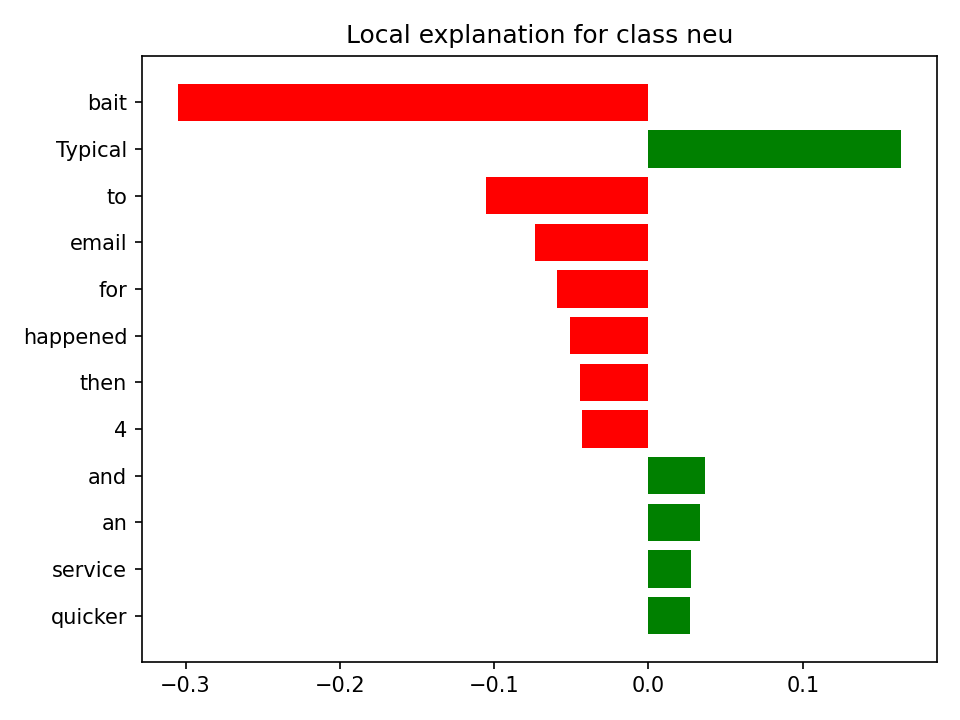 Local explanation for class neu
bait
Typical
to
email
for
happened
then
4
and
an
service
quicker
−0.3 −0.2 −0.1 0.0 0.1